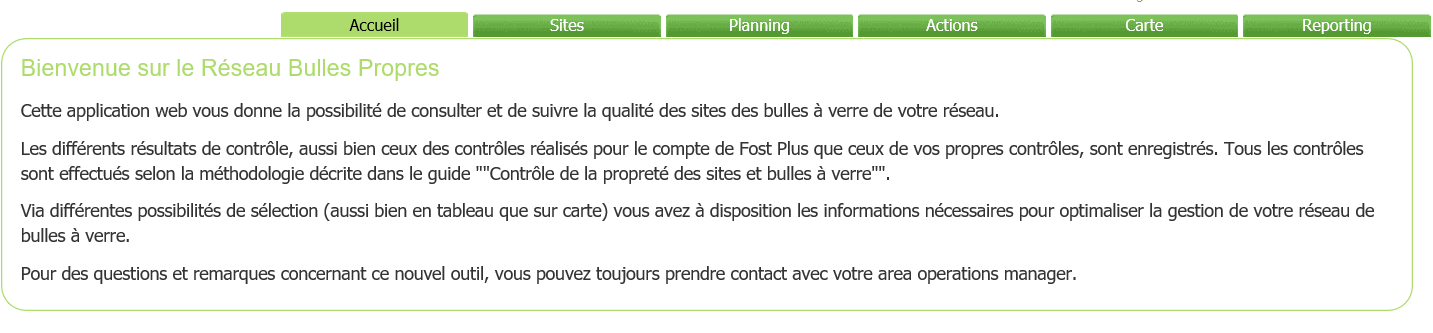 Accueil Sites Planning Actions Carte Reporting
Bienvenue sur le Réseau Bulles Propres
Cette application web vous donne la possibilité de consulter et de suivre la qualité des sites des bulles à verre de votre réseau.
Les différents résultats de contrôle, aussi bien ceux des contrôles réalisés pour le compte de Fost Plus que ceux de vos propres contrôles, sont enregistrés. Tous les contrôles
sont effectués selon la méthodologie décrite dans le guide ""Contrôle de la propreté des sites et bulles à verre"".
Via différentes possibilités de sélection (aussi bien en tableau que sur carte) vous avez à disposition les informations nécessaires pour optimaliser la gestion de votre réseau de
bulles à verre.
Pour des questions et remarques concernant ce nouvel outil, vous pouvez toujours prendre contact avec votre area operations manager.